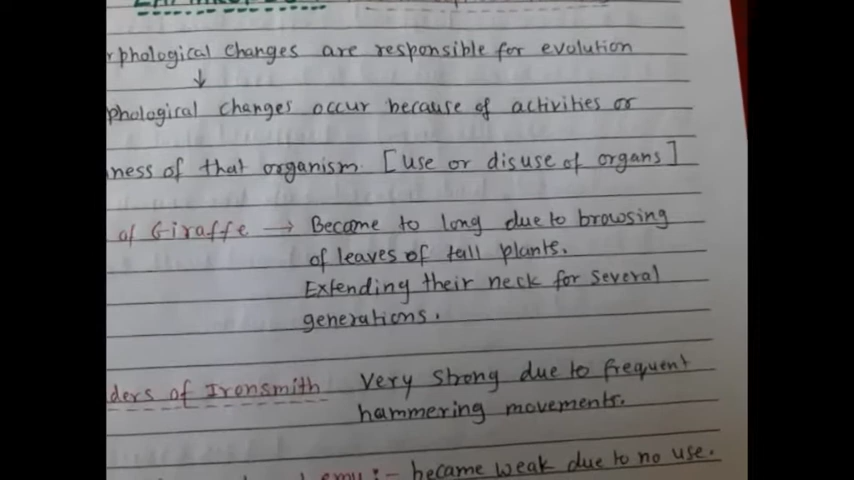 rphological changes are responsible for evolution
↓
phological changes occur because of activities or
ness of that organism. [use or disuse of organs]
of Giraffe → Became to long due to browsing
of leaves of tall plants.
Extending their neck for several
generations.
ders of Ironsmith Very strong due to frequent
hammering movements.
emu :- became weak due to no use.